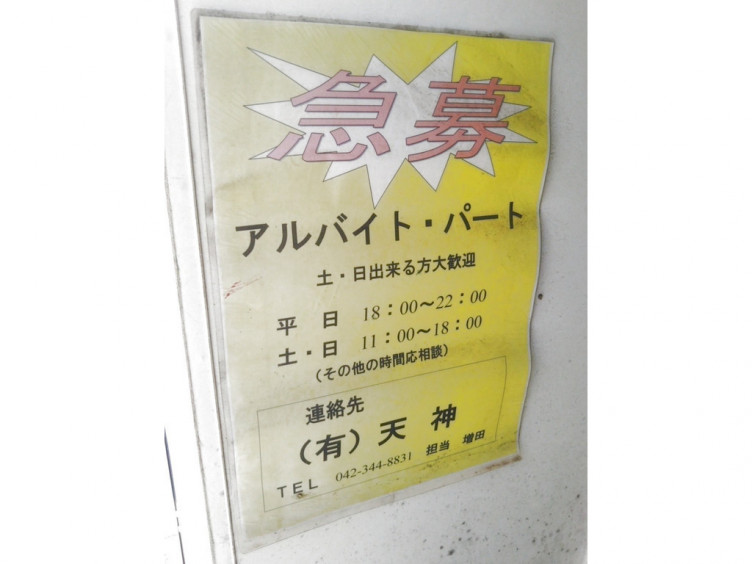 急募
アルバイト・パート
土・日出来る方大歓迎
平　日　18：00～22：00
土・日　11：00～18：00
（その他の時間応相談）
連絡先
（有）天　神
TEL　042-344-8831　担当　増田